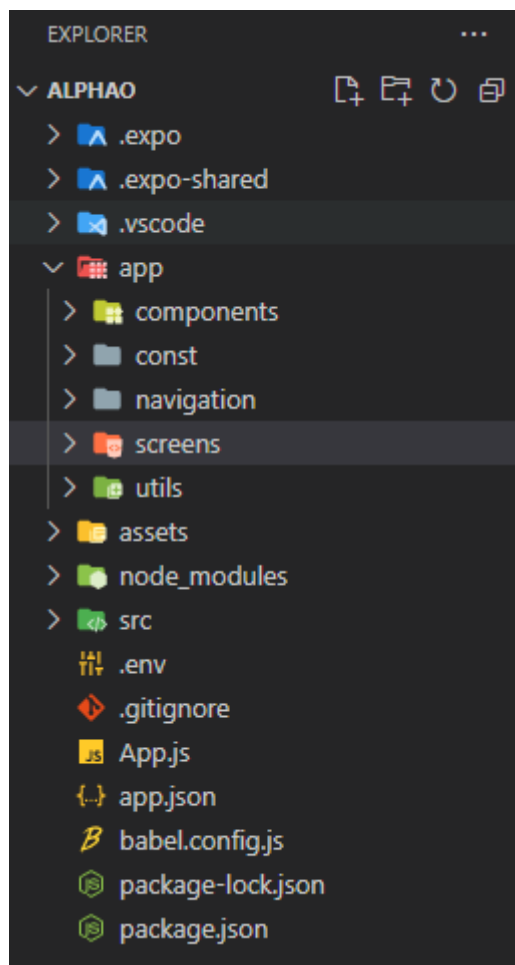 EXPLORER
ALPHAO
.expo
.expo-shared
.vscode
app
components
const
navigation
screens
utils
assets
node_modules
src
.env
.gitignore
JS App.js
{..} app.json
babel.config.js
package-lock.json
package.json